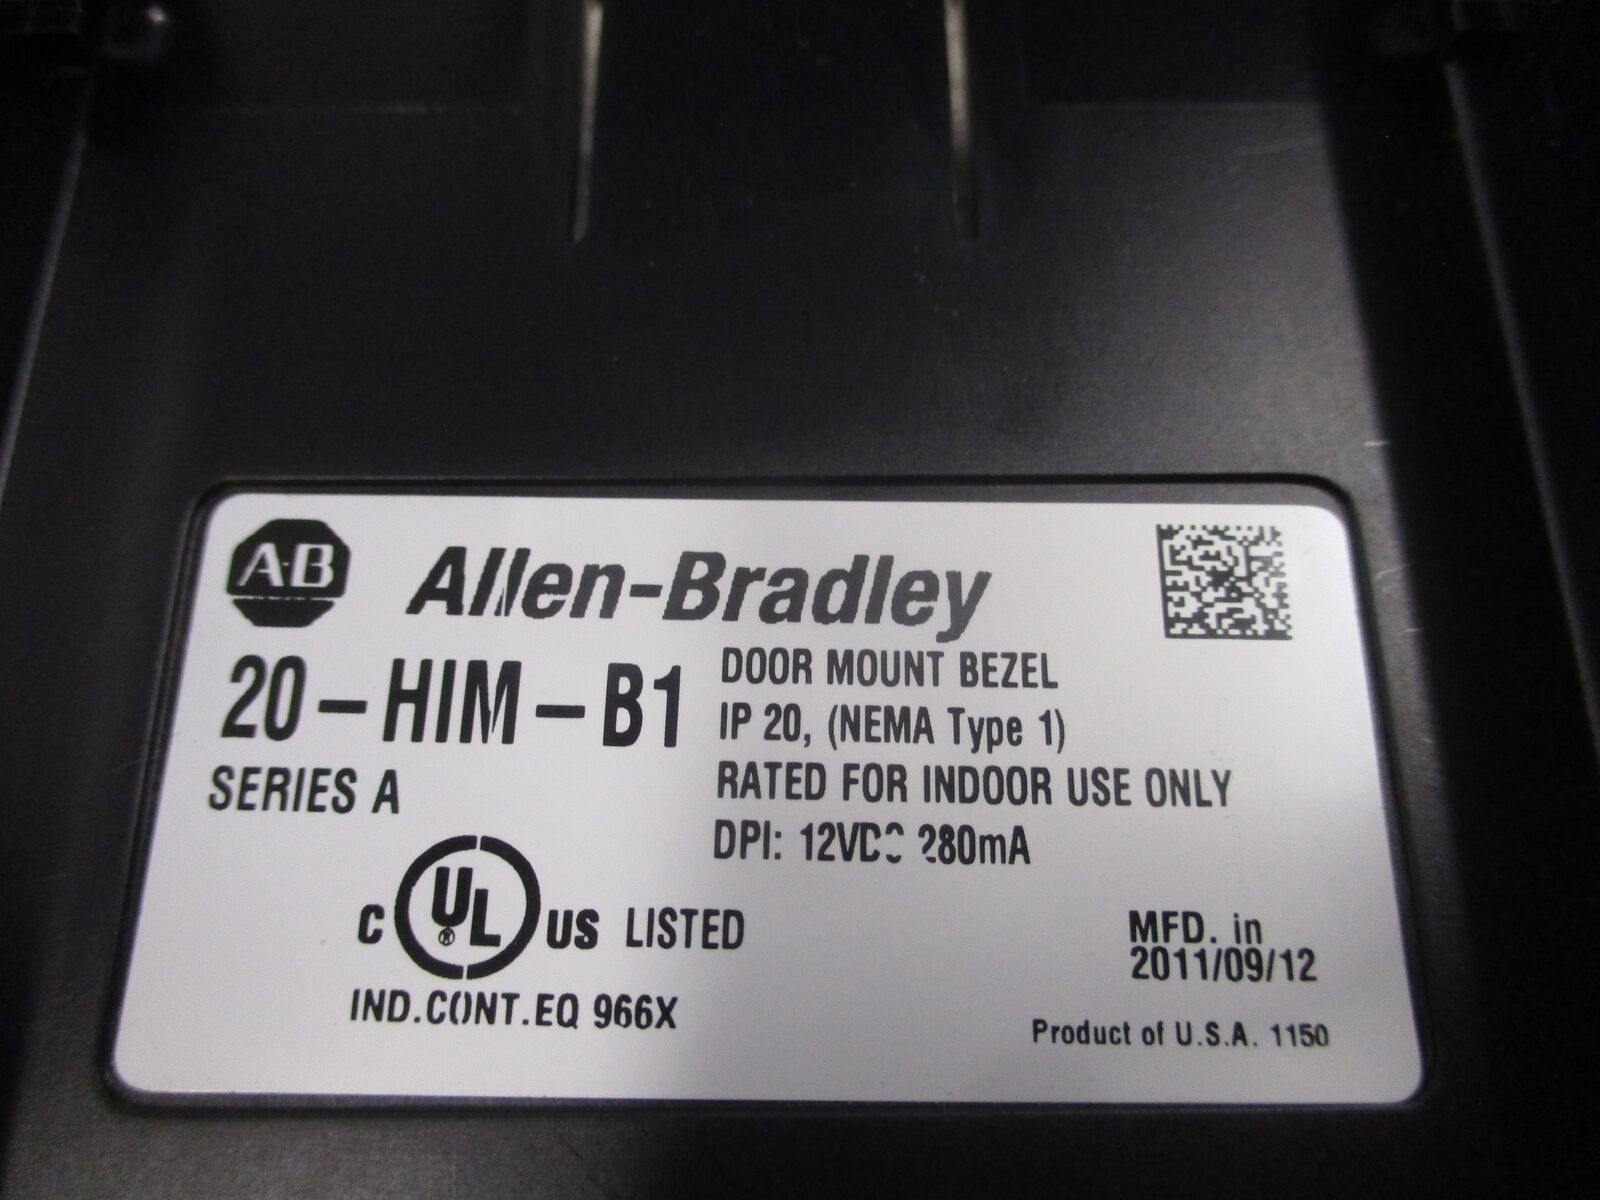 A-B Allen-Bradley
20-HIM-B1
SERIES A
DOOR MOUNT BEZEL
IP 20, (NEMA Type 1)
RATED FOR INDOOR USE ONLY
DPI: 12VDC 280mA
C UL ® US LISTED
IND.CONT.EQ 966X
MFD. in
2011/09/12
Product of U.S.A. 1150